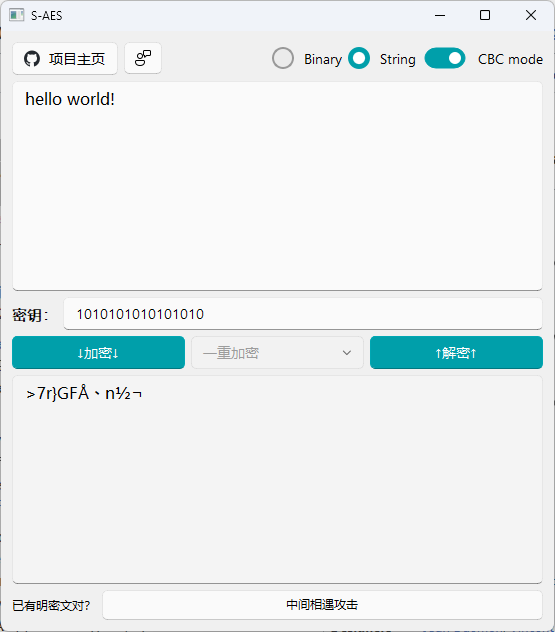 S-AES
项目主页 Binary String CBC mode
hello world!
密钥： 1010101010101010
↓加密↓ 一重加密 ↑解密↑
>7r}GFÅ、n½¬
已有明密文对? 中间相遇攻击